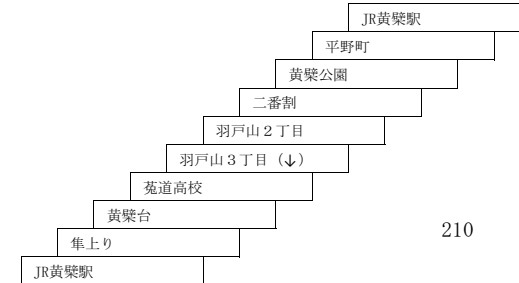 JR黄檗駅
平野町
黄檗公園
二番割
羽戸山２丁目
羽戸山３丁目（↓）
菟道高校
黄檗台
隼上り
JR黄檗駅
210